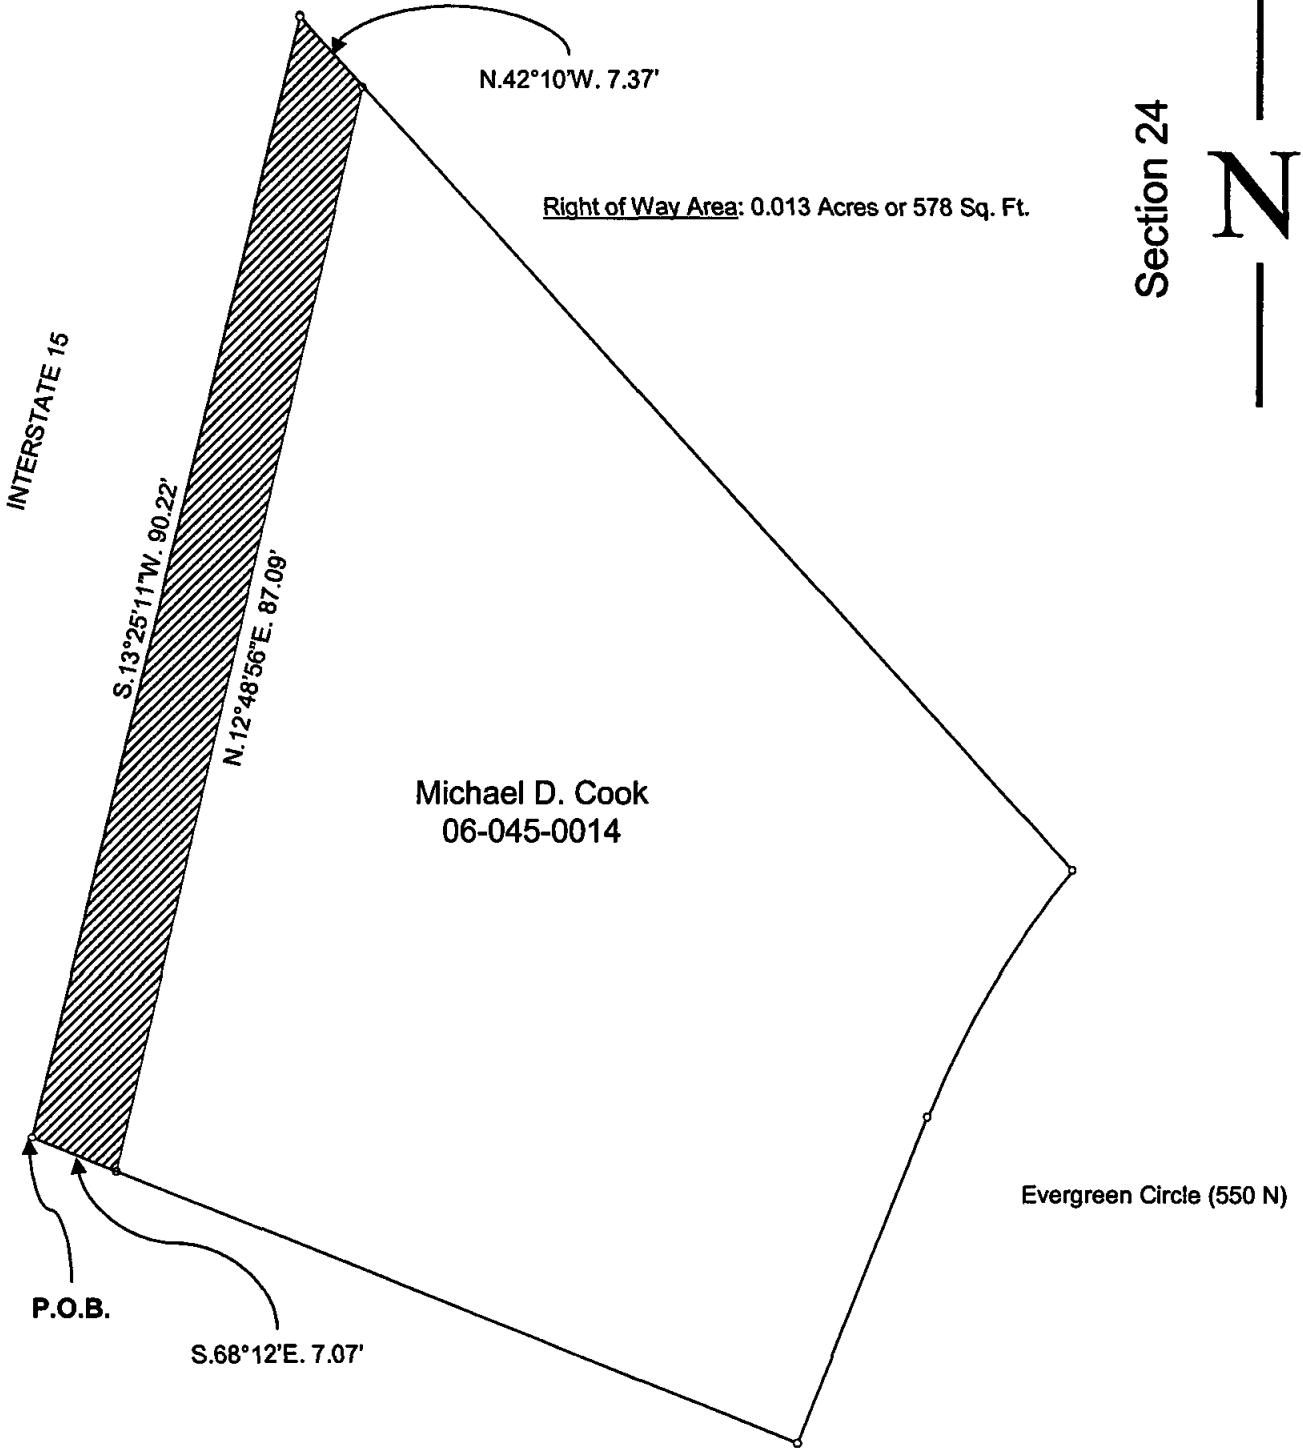 N.42°10'W. 7.37'
Section 24
N
Right of Way Area: 0.013 Acres or 578 Sq. Ft.
INTERSTATE 15
S.13°25'11"W. 90.22'
N.12°48'56"E. 87.09'
Michael D. Cook
06-045-0014
Evergreen Circle (550 N)
P.O.B.
S.68°12'E. 7.07'